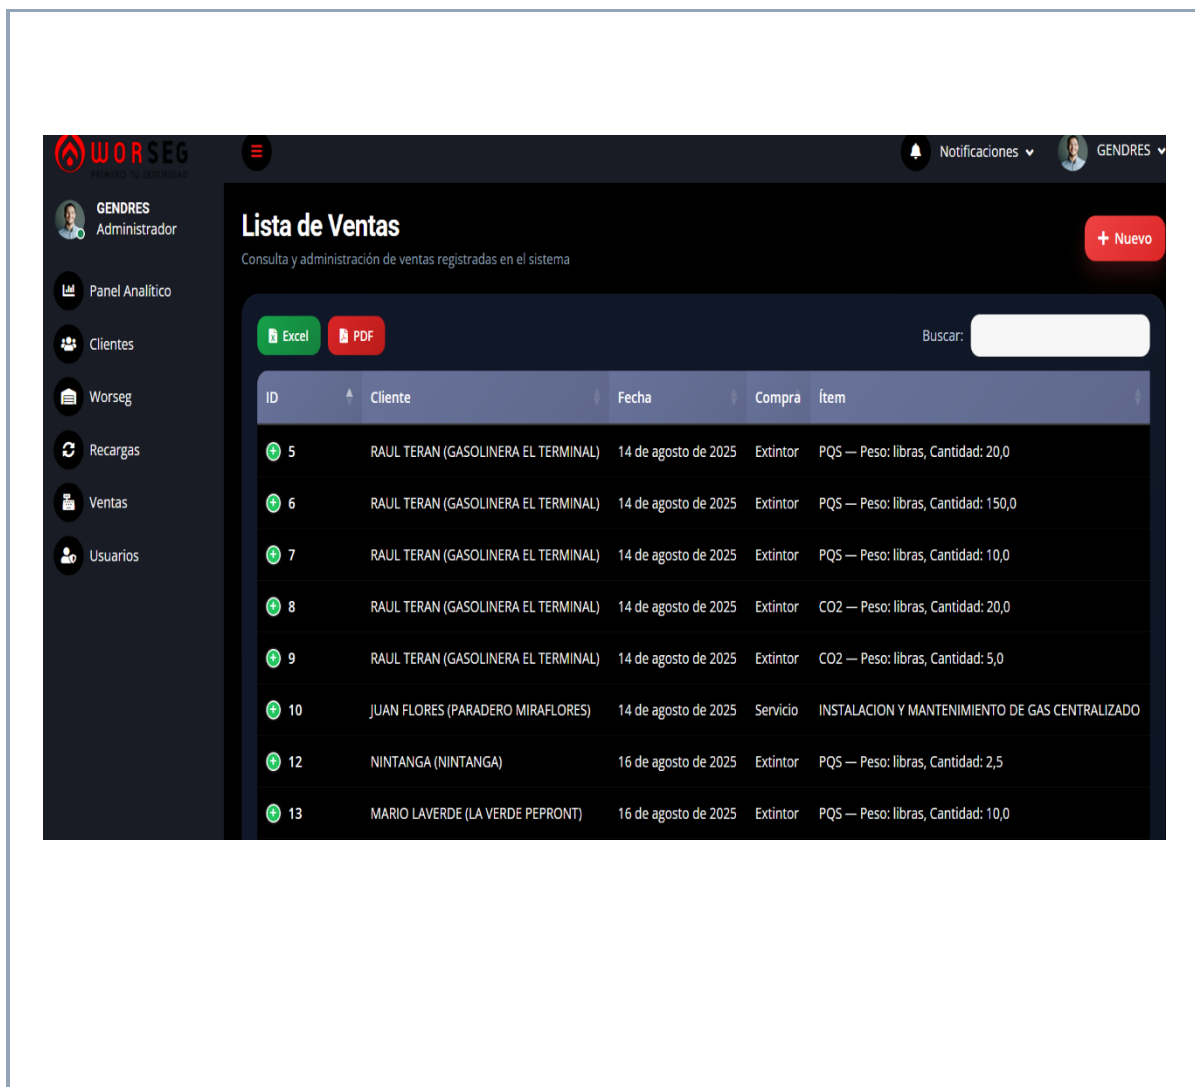 WORSEG
PRIMERO TU SEGURIDAD
Notificaciones
GENDRES
GENDRES
Administrador
Panel Analítico
Clientes
Worseg
Recargas
Ventas
Usuarios
Lista de Ventas
Consulta y administración de ventas registradas en el sistema
+ Nuevo
Excel PDF Buscar:
ID Cliente Fecha Compra Ítem
5 RAUL TERAN (GASOLINERA EL TERMINAL) 14 de agosto de 2025 Extintor PQS — Peso: libras, Cantidad: 20,0
6 RAUL TERAN (GASOLINERA EL TERMINAL) 14 de agosto de 2025 Extintor PQS — Peso: libras, Cantidad: 150,0
7 RAUL TERAN (GASOLINERA EL TERMINAL) 14 de agosto de 2025 Extintor PQS — Peso: libras, Cantidad: 10,0
8 RAUL TERAN (GASOLINERA EL TERMINAL) 14 de agosto de 2025 Extintor CO2 — Peso: libras, Cantidad: 20,0
9 RAUL TERAN (GASOLINERA EL TERMINAL) 14 de agosto de 2025 Extintor CO2 — Peso: libras, Cantidad: 5,0
10 JUAN FLORES (PARADERO MIRAFLORES) 14 de agosto de 2025 Servicio INSTALACION Y MANTENIMIENTO DE GAS CENTRALIZADO
12 NINTANGA (NINTANGA) 16 de agosto de 2025 Extintor PQS — Peso: libras, Cantidad: 2,5
13 MARIO LAVERDE (LA VERDE PEPRONT) 16 de agosto de 2025 Extintor PQS — Peso: libras, Cantidad: 10,0